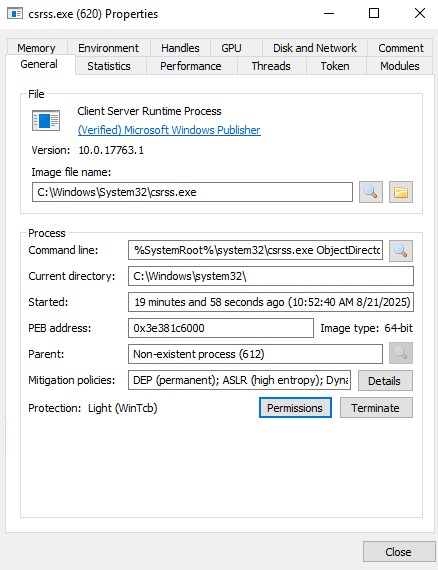 csrss.exe (620) Properties
Memory Environment Handles GPU Disk and Network Comment
General Statistics Performance Threads Token Modules
File
Client Server Runtime Process
(Verified) Microsoft Windows Publisher
Version: 10.0.17763.1
Image file name:
C:\Windows\System32\csrss.exe
Process
Command line: %SystemRoot%\system32\csrss.exe ObjectDirecto
Current directory: C:\Windows\system32\
Started: 19 minutes and 58 seconds ago (10:52:40 AM 8/21/2025)
PEB address: 0x3e381c6000 Image type: 64-bit
Parent: Non-existent process (612)
Mitigation policies: DEP (permanent); ASLR (high entropy); Dyna Details
Protection: Light (WinTcb) Permissions Terminate
Close